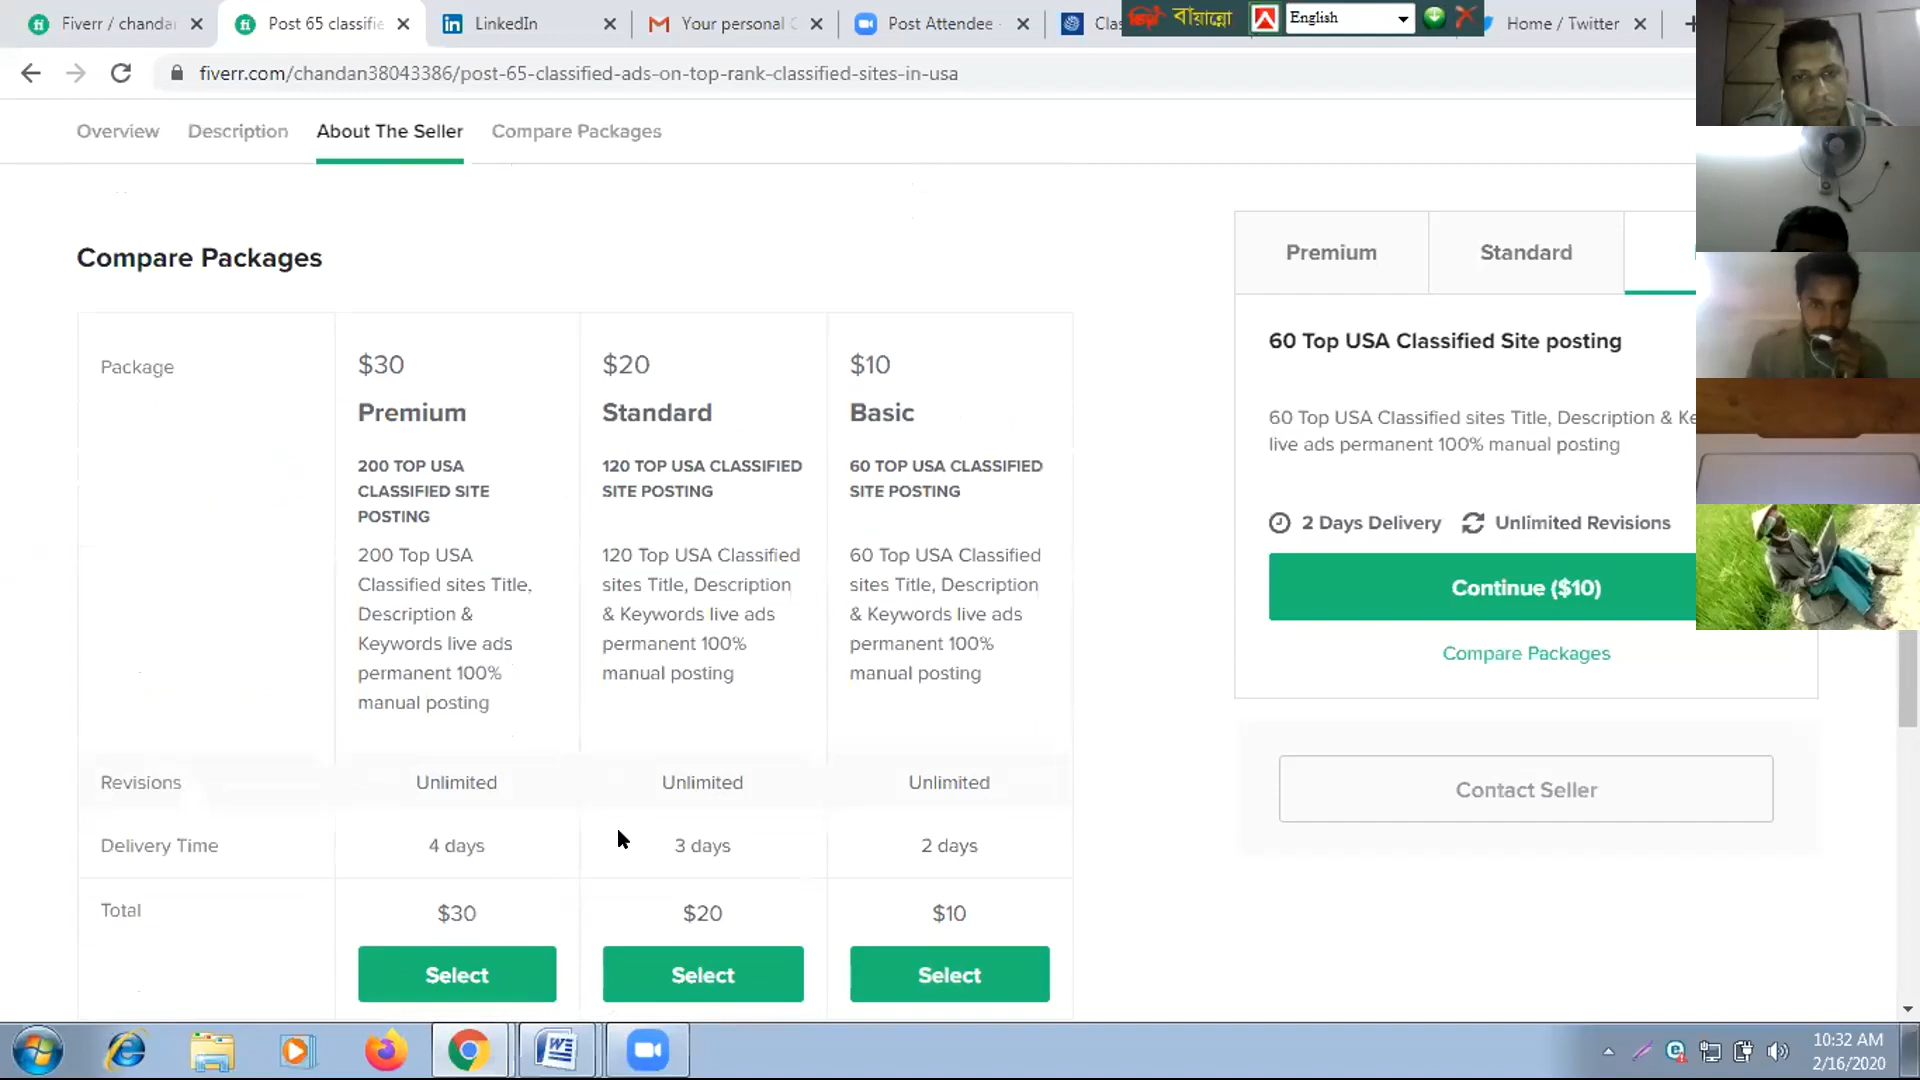 Fiverr / chandan
Post 65 classifie
LinkedIn
Your personal
Post Attendee -
Clas
বায়ান্নো
English
Home / Twitter
fiverr.com/chandan38043386/post-65-classified-ads-on-top-rank-classified-sites-in-usa
Overview
Description
About The Seller
Compare Packages
Compare Packages
Package
$30
Premium
200 TOP USA
CLASSIFIED SITE
POSTING
200 Top USA
Classified sites Title,
Description &
Keywords live ads
permanent 100%
manual posting
$20
Standard
120 TOP USA CLASSIFIED
SITE POSTING
120 Top USA Classified
sites Title, Description
& Keywords live ads
permanent 100%
manual posting
$10
Basic
60 TOP USA CLASSIFIED
SITE POSTING
60 Top USA Classified
sites Title, Description
& Keywords live ads
permanent 100%
manual posting
Revisions
Unlimited
Unlimited
Unlimited
Delivery Time
4 days
3 days
2 days
Total
$30
$20
$10
Select
Select
Select
Premium
Standard
60 Top USA Classified Site posting
60 Top USA Classified sites Title, Description & Ke
live ads permanent 100% manual posting
2 Days Delivery
Unlimited Revisions
Continue ($10)
Compare Packages
Contact Seller
10:32 AM
2/16/2020